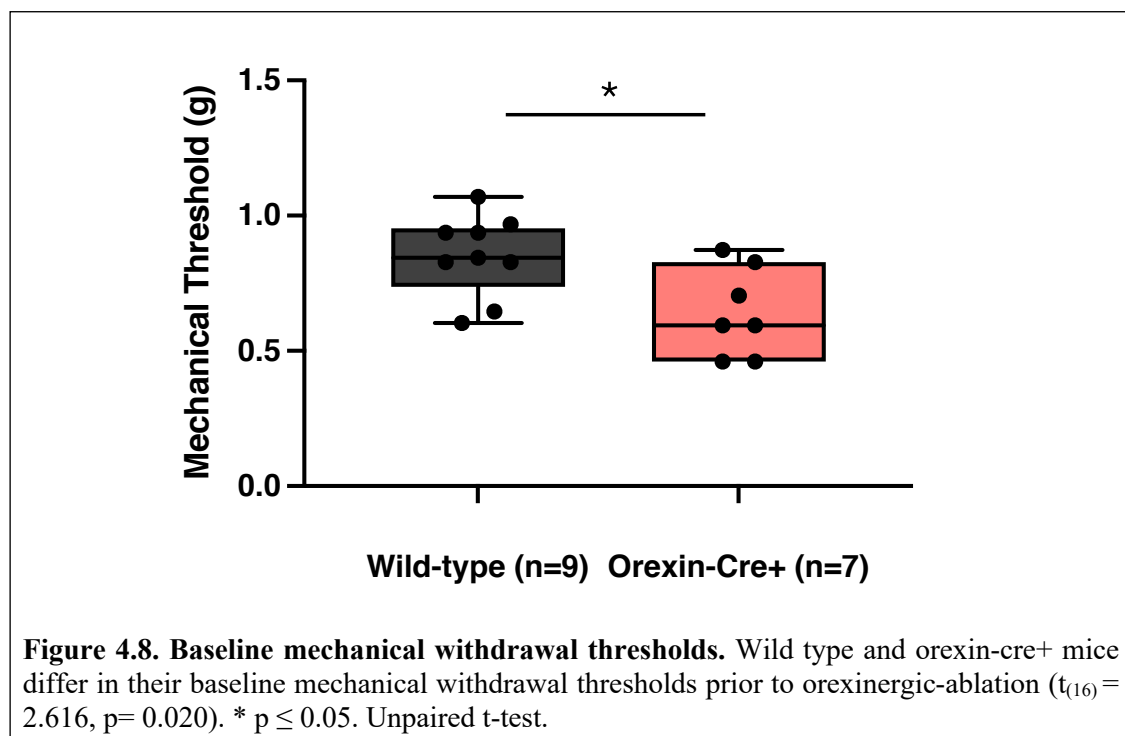 1.5
*
1.0
0.5
0.0
Mechanical Threshold (g)
Wild-type (n=9) Orexin-Cre+ (n=7)
Figure 4.8. Baseline mechanical withdrawal thresholds. Wild type and orexin-cre+ mice
differ in their baseline mechanical withdrawal thresholds prior to orexinergic-ablation (t(16) =
2.616, p= 0.020). * p ≤ 0.05. Unpaired t-test.